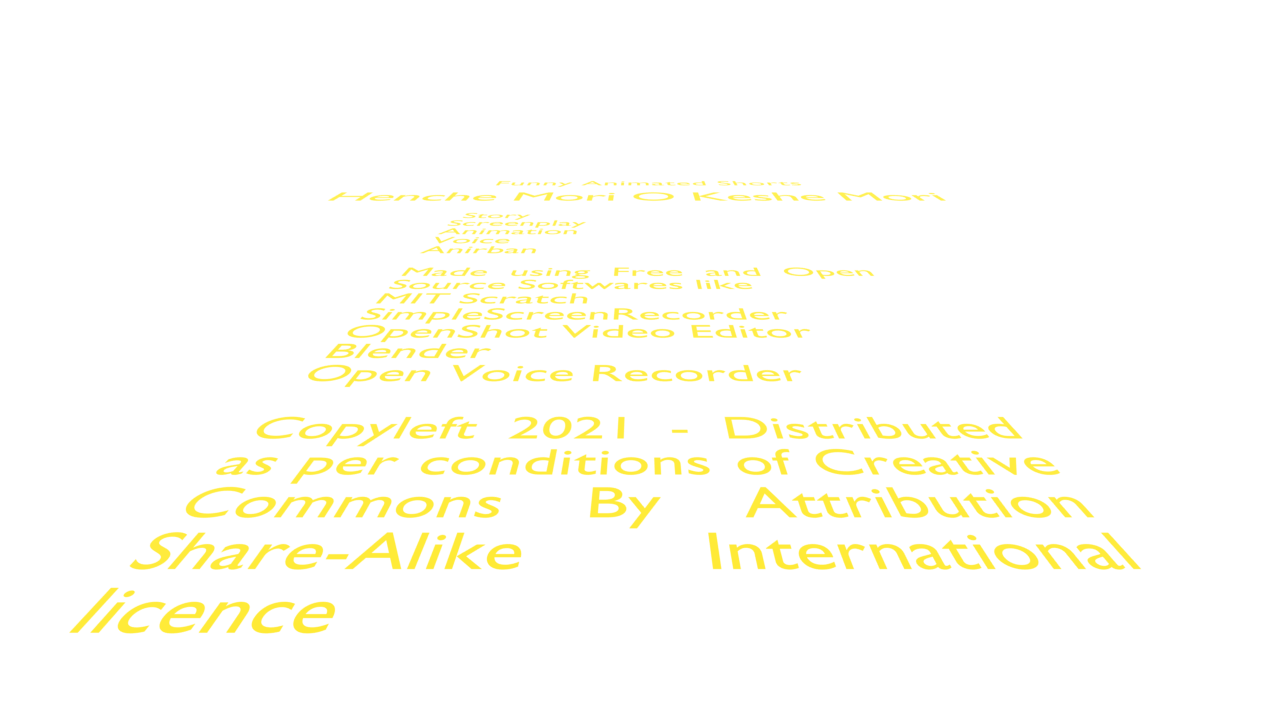 Funny Animated Shorts
Henche Mori O Keshe Mori
Story
Screenplay
Animation
Voice
Anirban
Made using Free and Open
Source Softwares like
MIT Scratch
SimpleScreenRecorder
OpenShot Video Editor
Blender
Open Voice Recorder
Copyleft 2021 - Distributed
as per conditions of Creative
Commons By Attribution
Share-Alike International
licence